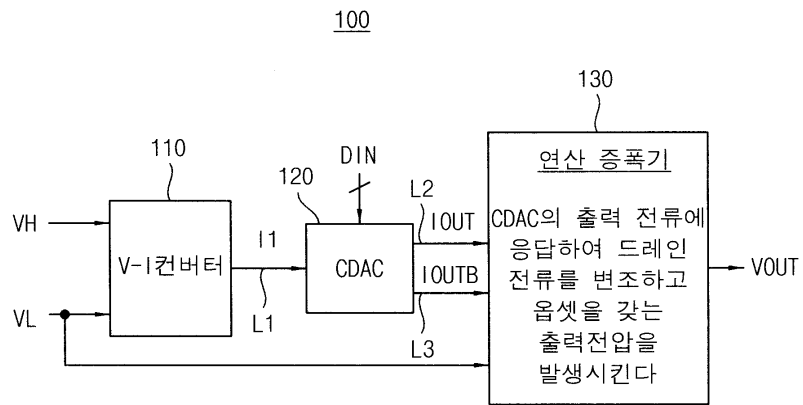 100
130
연산 증폭기
CDAC의 출력 전류에
응답하여 드레인
전류를 변조하고
옵셋을 갖는
출력전압을
발생시킨다
110
DIN
120
L2
IOUT
VH
V-I컨버터
I1
CDAC
IOUTB
VOUT
VL
L1
L3